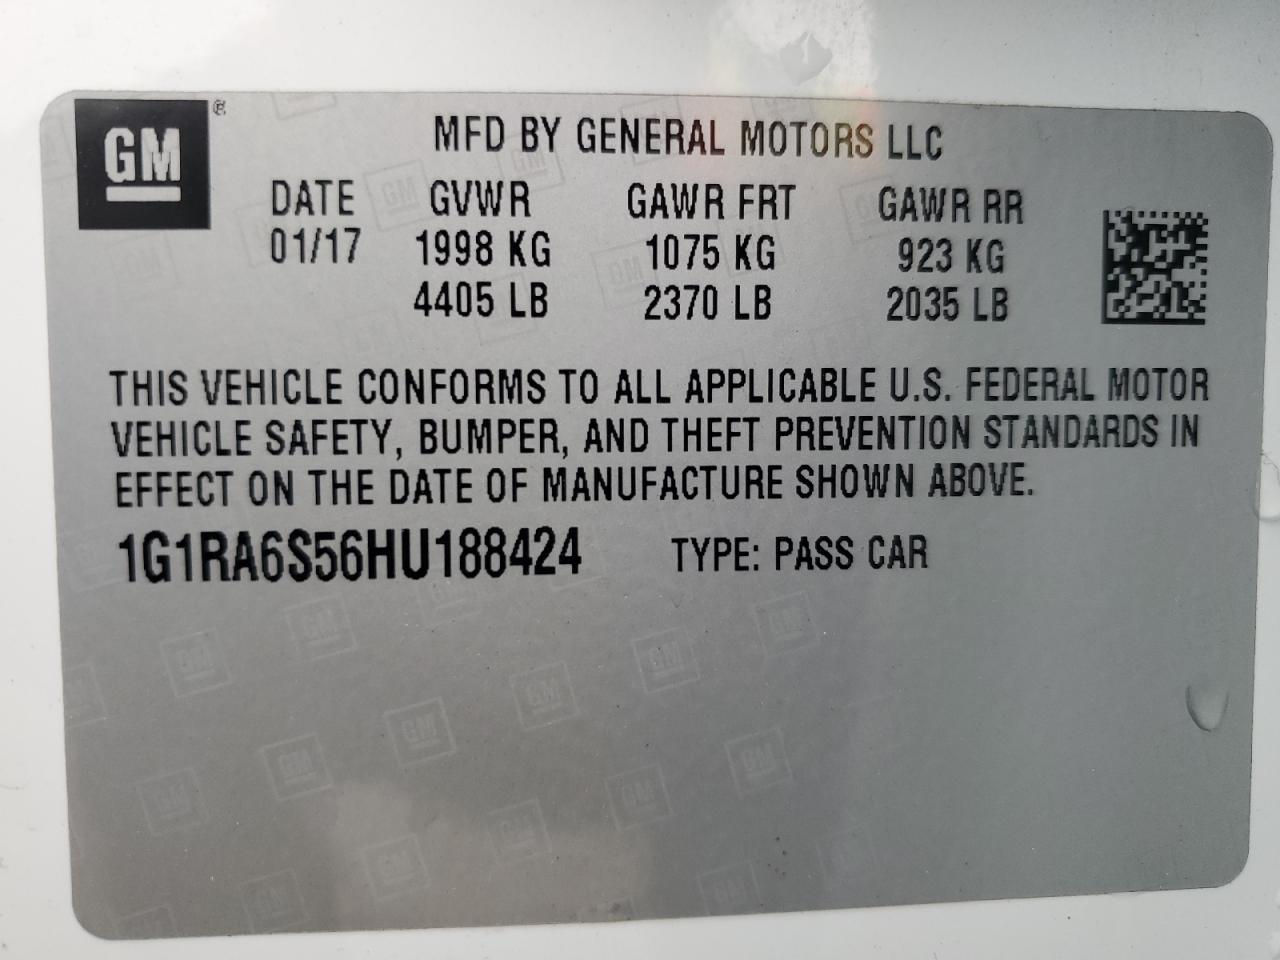 GM
MFD BY GENERAL MOTORS LLC
DATE GVWR GAWR FRT GAWR RR
01/17 1998 KG 1075 KG 923 KG
4405 LB 2370 LB 2035 LB
THIS VEHICLE CONFORMS TO ALL APPLICABLE U.S. FEDERAL MOTOR
VEHICLE SAFETY, BUMPER, AND THEFT PREVENTION STANDARDS IN
EFFECT ON THE DATE OF MANUFACTURE SHOWN ABOVE.
1G1RA6S56HU188424 TYPE: PASS CAR